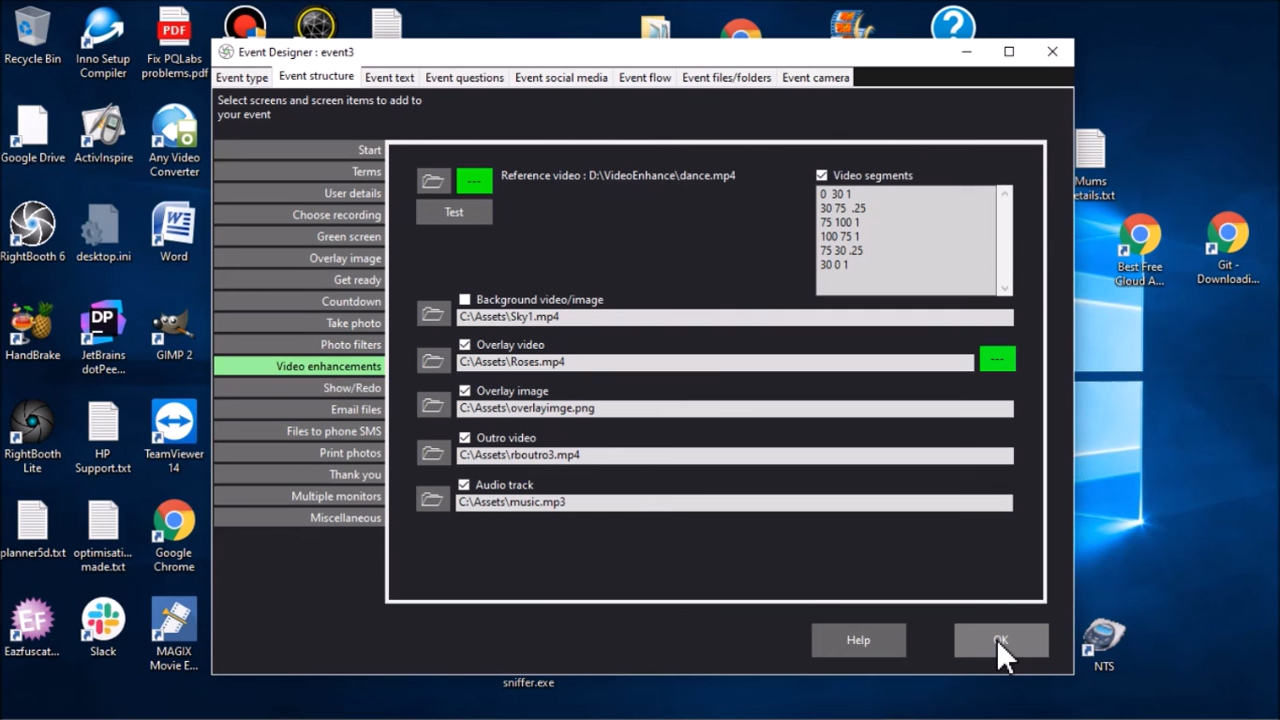 Recycle Bin
Inno Setup
Compiler
Fix PQLabs
problems.pdf
PDF
Google Drive
ActivInspire
Any Video
Converter
RightBooth 6
desktop.ini
Word
HandBrake
JetBrains
dotPee...
GIMP 2
RightBooth
Lite
HP
Support.txt
TeamViewer
14
planner5d.txt
optimisati...
made.txt
Google
Chrome
Eazfuscat...
Slack
MAGIX
Movie E...
Event Designer : event3
Event type
Event structure
Event text
Event questions
Event social media
Event flow
Event files/folders
Event camera
Select screens and screen items to add to
your event
Start
Terms
User details
Choose recording
Green screen
Overlay image
Get ready
Countdown
Take photo
Photo filters
Video enhancements
Show/Redo
Email files
Files to phone SMS
Print photos
Thank you
Multiple monitors
Miscellaneous
---
Reference video : D:\VideoEnhance\dance.mp4
Test
Video segments
0 30 1
30 75 .25
75 100 1
100 75 1
75 30 .25
30 0 1
Background video/image
C:\Assets\Sky1.mp4
Overlay video
C:\Assets\Roses.mp4
---
Overlay image
C:\Assets\overlayimge.png
Outro video
C:\Assets\rboutro3.mp4
Audio track
C:\Assets\music.mp3
Help
OK
sniffer.exe
Mums
etails.txt
Best Free
Cloud A...
Git -
Downloadi...
NTS